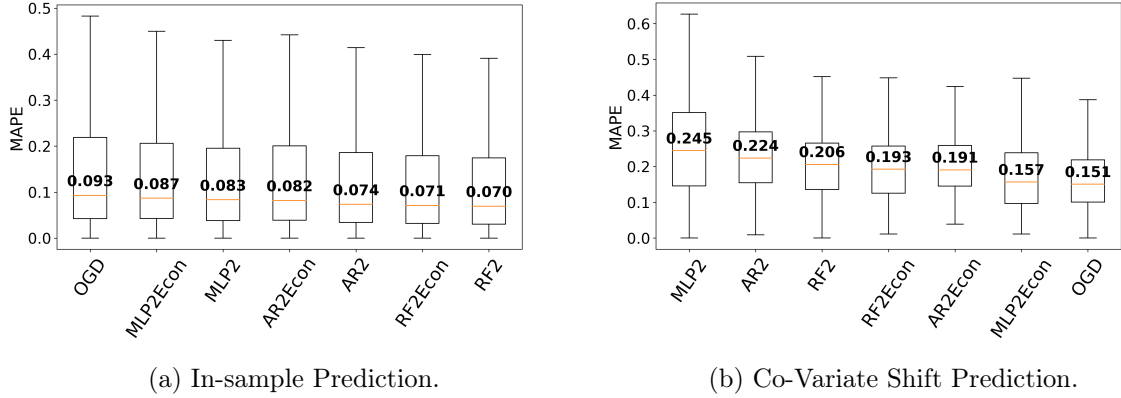 MAPE
0.5
0.4
0.3
0.2
0.1
0.0
0.093
0.087
0.083
0.082
0.074
0.071
0.070
OGD
MLP2Econ
MLP2
AR2Econ
AR2
RF2Econ
RF2
(a) In-sample Prediction.
MAPE
0.6
0.5
0.4
0.3
0.2
0.1
0.0
0.245
0.224
0.206
0.193
0.191
0.157
0.151
MLP2
AR2
RF2
RF2Econ
AR2Econ
MLP2Econ
OGD
(b) Co-Variate Shift Prediction.